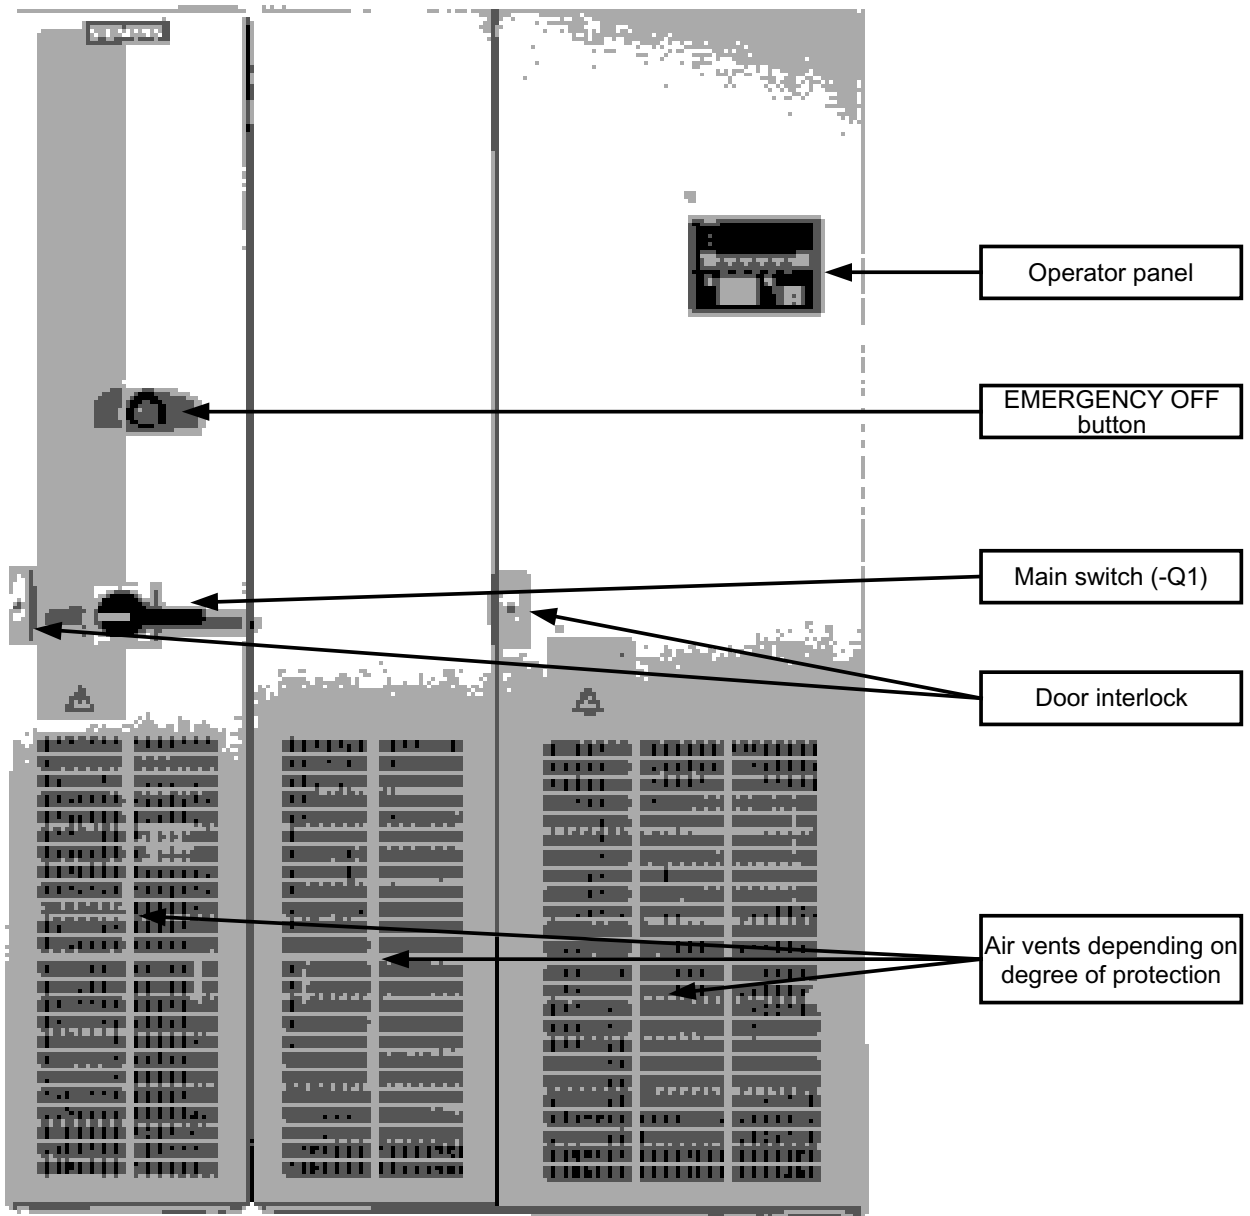 Operator panel
EMERGENCY OFF
button
Main switch (-Q1)
Door interlock
Air vents depending on
degree of protection